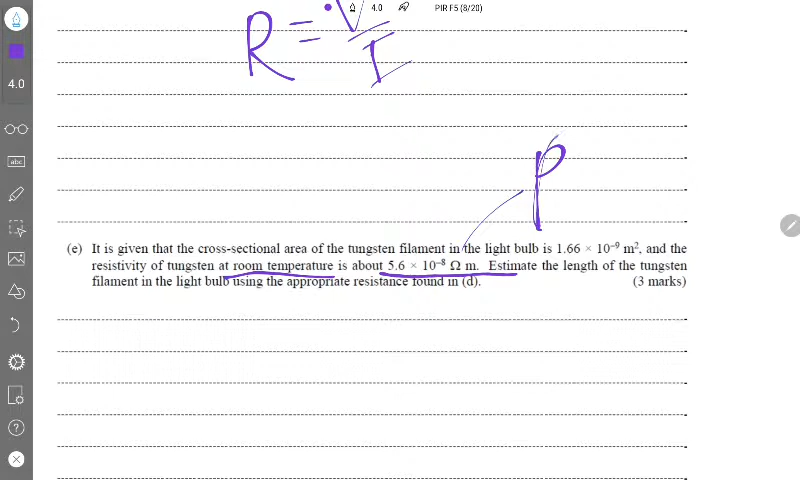 4.0
PIR F5 (8/20)
4.0
R = V
I
abc
ρ
(e) It is given that the cross-sectional area of the tungsten filament in the light bulb is 1.66 × 10⁻⁹ m², and the
resistivity of tungsten at room temperature is about 5.6 × 10⁻⁸ Ω m. Estimate the length of the tungsten
filament in the light bulb using the appropriate resistance found in (d). (3 marks)